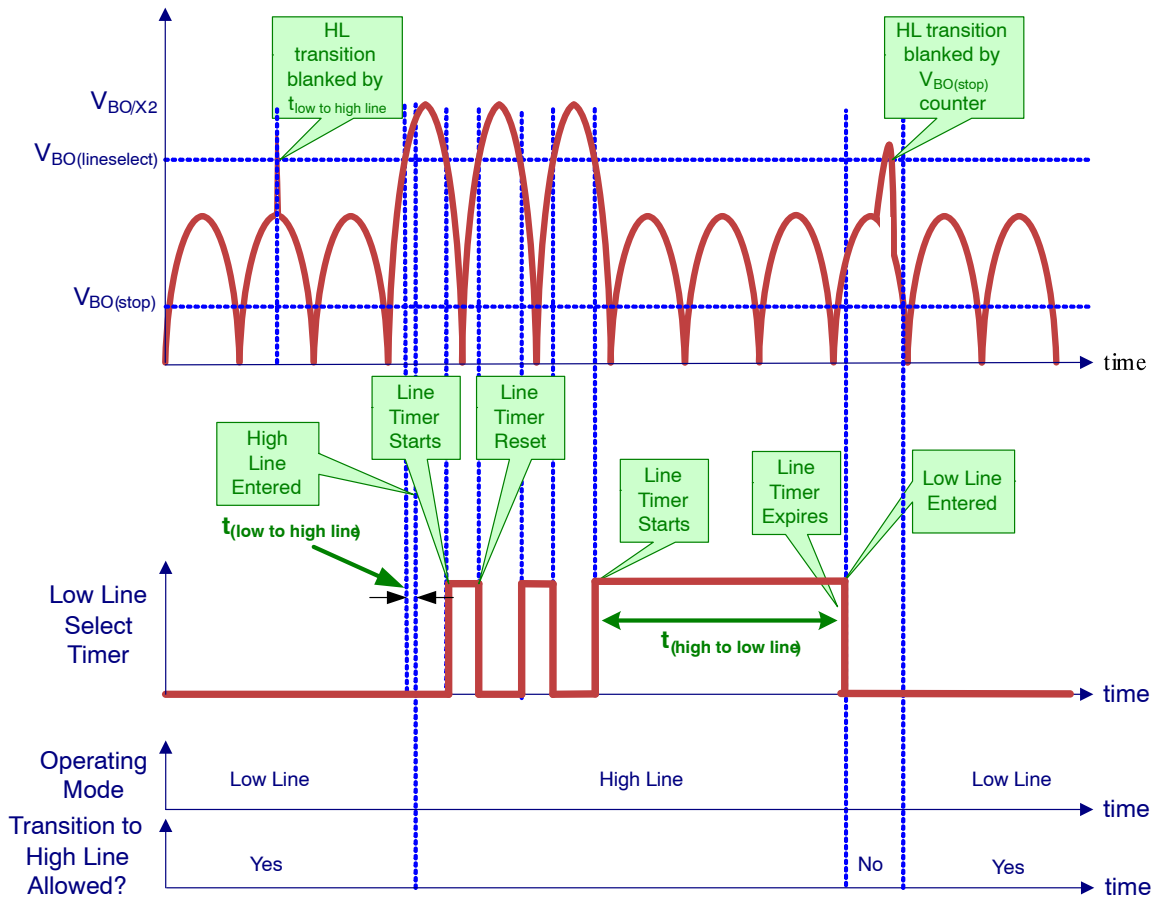 HL
transition
blanked by
tlow to high line
HL transition
blanked by
VBO(stop)
counter
VBO/X2
VBO(lineselect)
VBO(stop)
time
Line
Timer
Starts
Line
Timer
Reset
High
Line
Entered
Line
Timer
Starts
Line
Timer
Expires
Low Line
Entered
t(low to high line)
Low Line
Select
Timer
t(high to low line)
time
Operating
Mode
Low Line
High Line
Low Line
time
Transition to
High Line
Allowed?
Yes
No
Yes
time